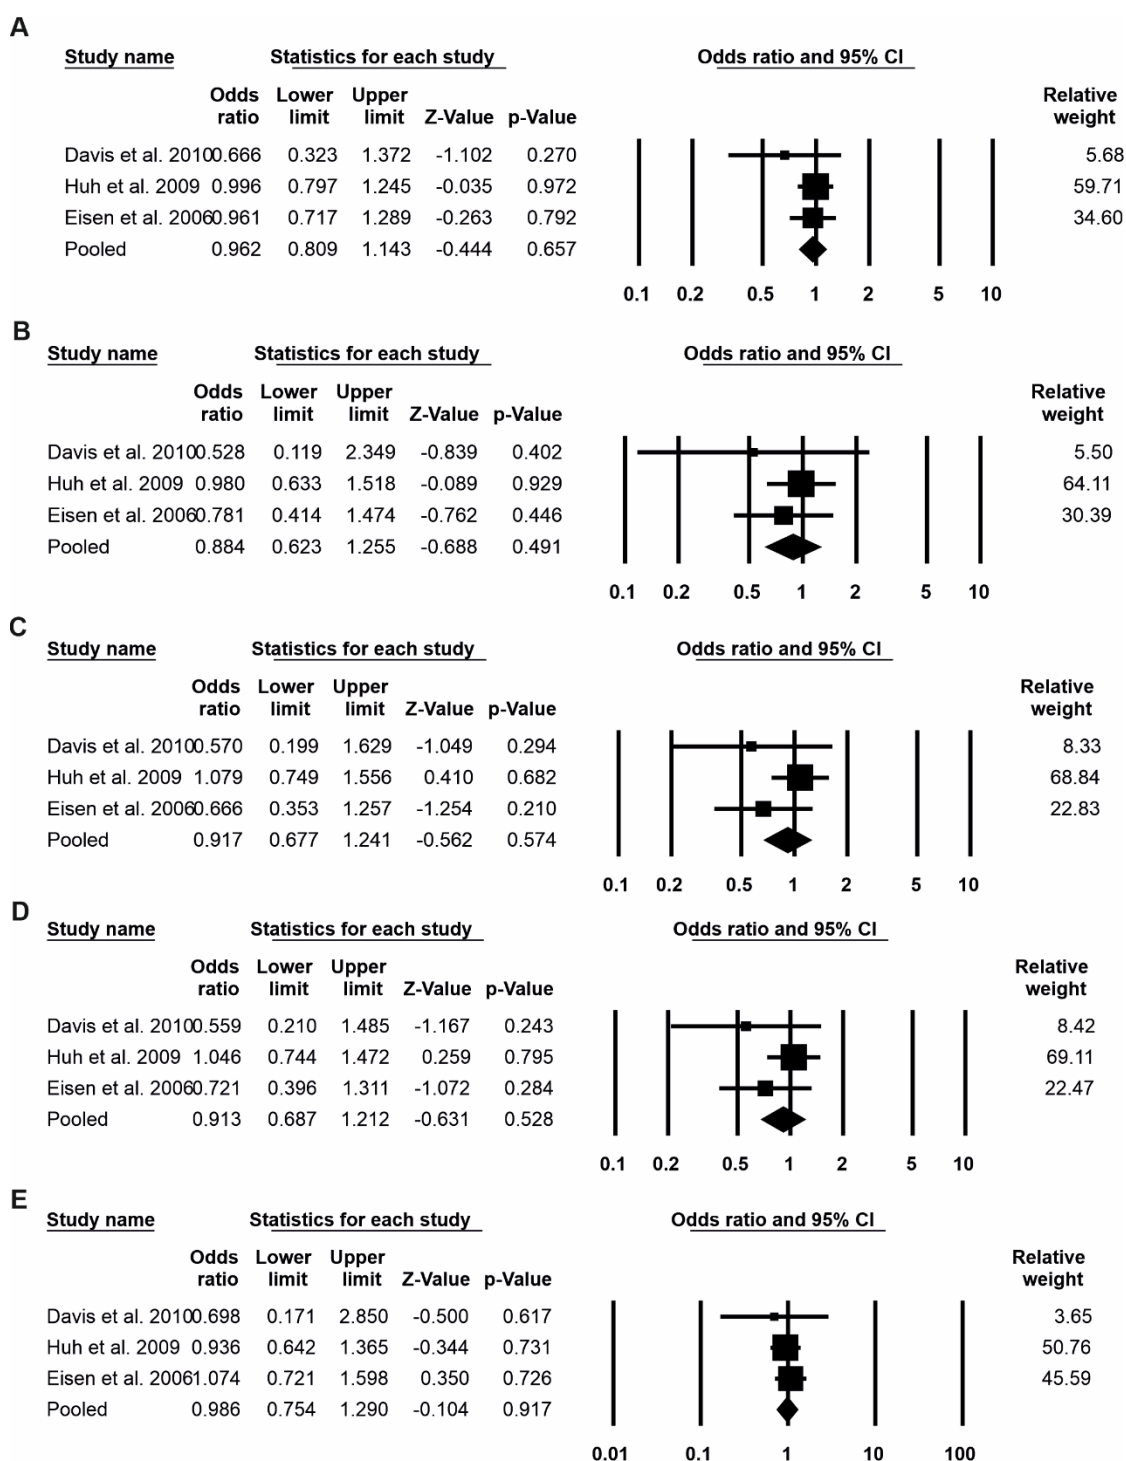 A
Study name Statistics for each study Odds ratio and 95% CI
Odds Lower Upper Relative
ratio limit limit Z-Value p-Value weight
Davis et al. 2010 0.666 0.323 1.372 -1.102 0.270 5.68
Huh et al. 2009 0.996 0.797 1.245 -0.035 0.972 59.71
Eisen et al. 2006 0.961 0.717 1.289 -0.263 0.792 34.60
Pooled 0.962 0.809 1.143 -0.444 0.657
0.1 0.2 0.5 1 2 5 10
B
Study name Statistics for each study Odds ratio and 95% CI
Odds Lower Upper Relative
ratio limit limit Z-Value p-Value weight
Davis et al. 2010 0.528 0.119 2.349 -0.839 0.402 5.50
Huh et al. 2009 0.980 0.633 1.518 -0.089 0.929 64.11
Eisen et al. 2006 0.781 0.414 1.474 -0.762 0.446 30.39
Pooled 0.884 0.623 1.255 -0.688 0.491
0.1 0.2 0.5 1 2 5 10
C
Study name Statistics for each study Odds ratio and 95% CI
Odds Lower Upper Relative
ratio limit limit Z-Value p-Value weight
Davis et al. 2010 0.570 0.199 1.629 -1.049 0.294 8.33
Huh et al. 2009 1.079 0.749 1.556 0.410 0.682 68.84
Eisen et al. 2006 0.666 0.353 1.257 -1.254 0.210 22.83
Pooled 0.917 0.677 1.241 -0.562 0.574
0.1 0.2 0.5 1 2 5 10
D
Study name Statistics for each study Odds ratio and 95% CI
Odds Lower Upper Relative
ratio limit limit Z-Value p-Value weight
Davis et al. 2010 0.559 0.210 1.485 -1.167 0.243 8.42
Huh et al. 2009 1.046 0.744 1.472 0.259 0.795 69.11
Eisen et al. 2006 0.721 0.396 1.311 -1.072 0.284 22.47
Pooled 0.913 0.687 1.212 -0.631 0.528
0.1 0.2 0.5 1 2 5 10
E
Study name Statistics for each study Odds ratio and 95% CI
Odds Lower Upper Relative
ratio limit limit Z-Value p-Value weight
Davis et al. 2010 0.698 0.171 2.850 -0.500 0.617 3.65
Huh et al. 2009 0.936 0.642 1.365 -0.344 0.731 50.76
Eisen et al. 2006 1.074 0.721 1.598 0.350 0.726 45.59
Pooled 0.986 0.754 1.290 -0.104 0.917
0.01 0.1 1 10 100